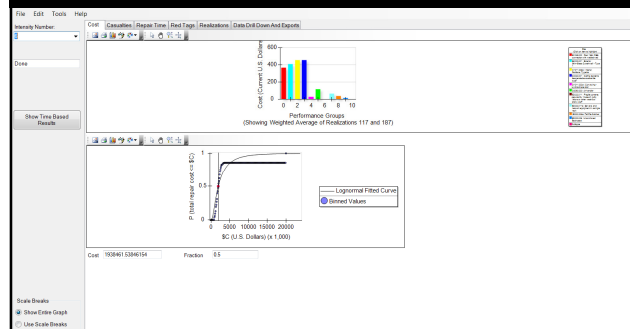 File Edit Tools Help
Intensity Number:
Cost Casualties Repair Time Red Tags Realizations Data Drill Down And Exports
Done
Show Time Based
Results
Cost (Current U.S. Dollars
600
400
200
0
0 2 4 6 8 10
Performance Groups
(Showing Weighted Average of Realizations 117 and 187)
P (total repair cost <= $C)
1
0.5
0
0 5000 10000 15000 20000
$C (U.S. Dollars) (x 1,000)
Lognormal Fitted Curve
Binned Values
Cost 1938461.53846154 Fraction 0.5
Scale Breaks
Show Entire Graph
Use Scale Breaks